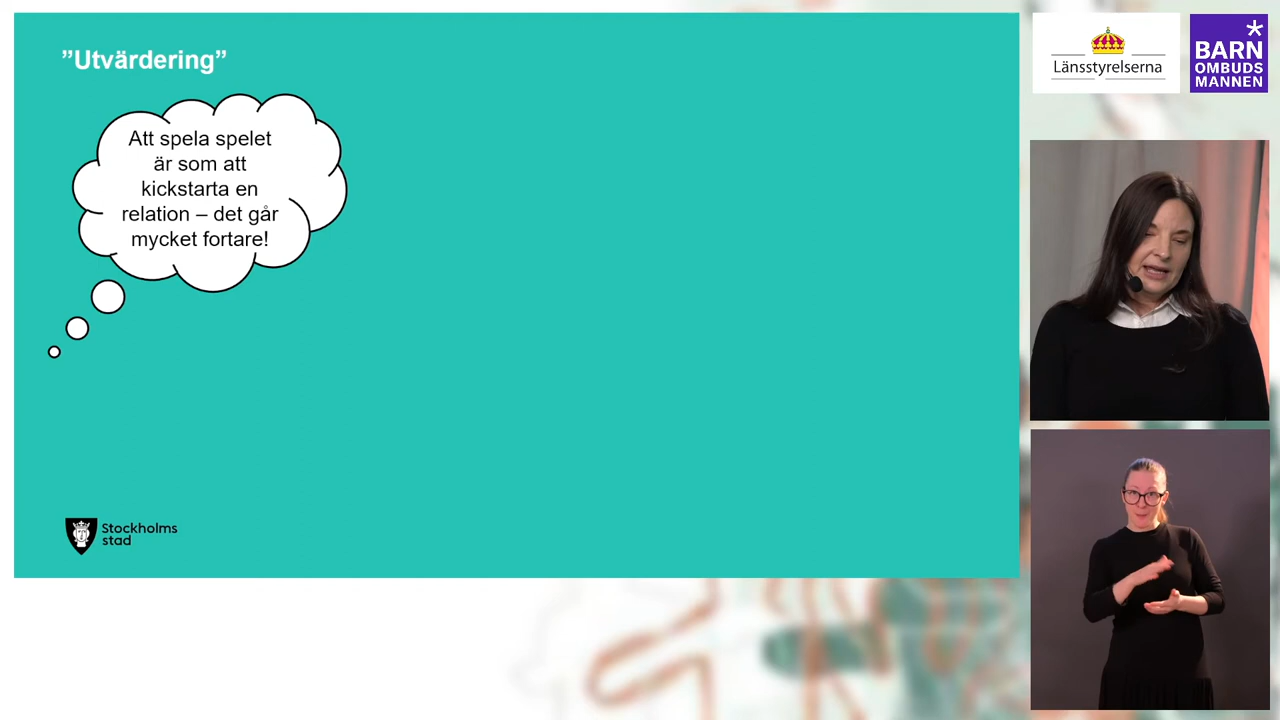 ”Utvärdering”
Att spela spelet
är som att
kickstarta en
relation – det går
mycket fortare!
Stockholms
stad
Länsstyrelserna
BARN
OMBUDS
MANNEN